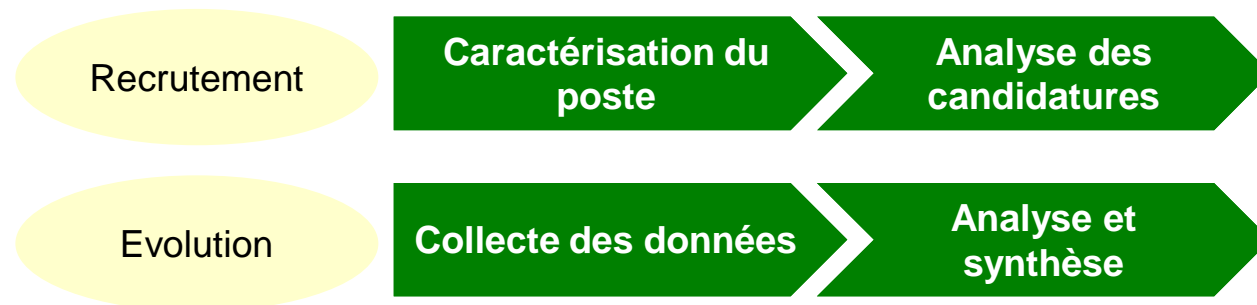 Recrutement
Caractérisation du
poste
Analyse des
candidatures
Evolution
Collecte des données
Analyse et
synthèse